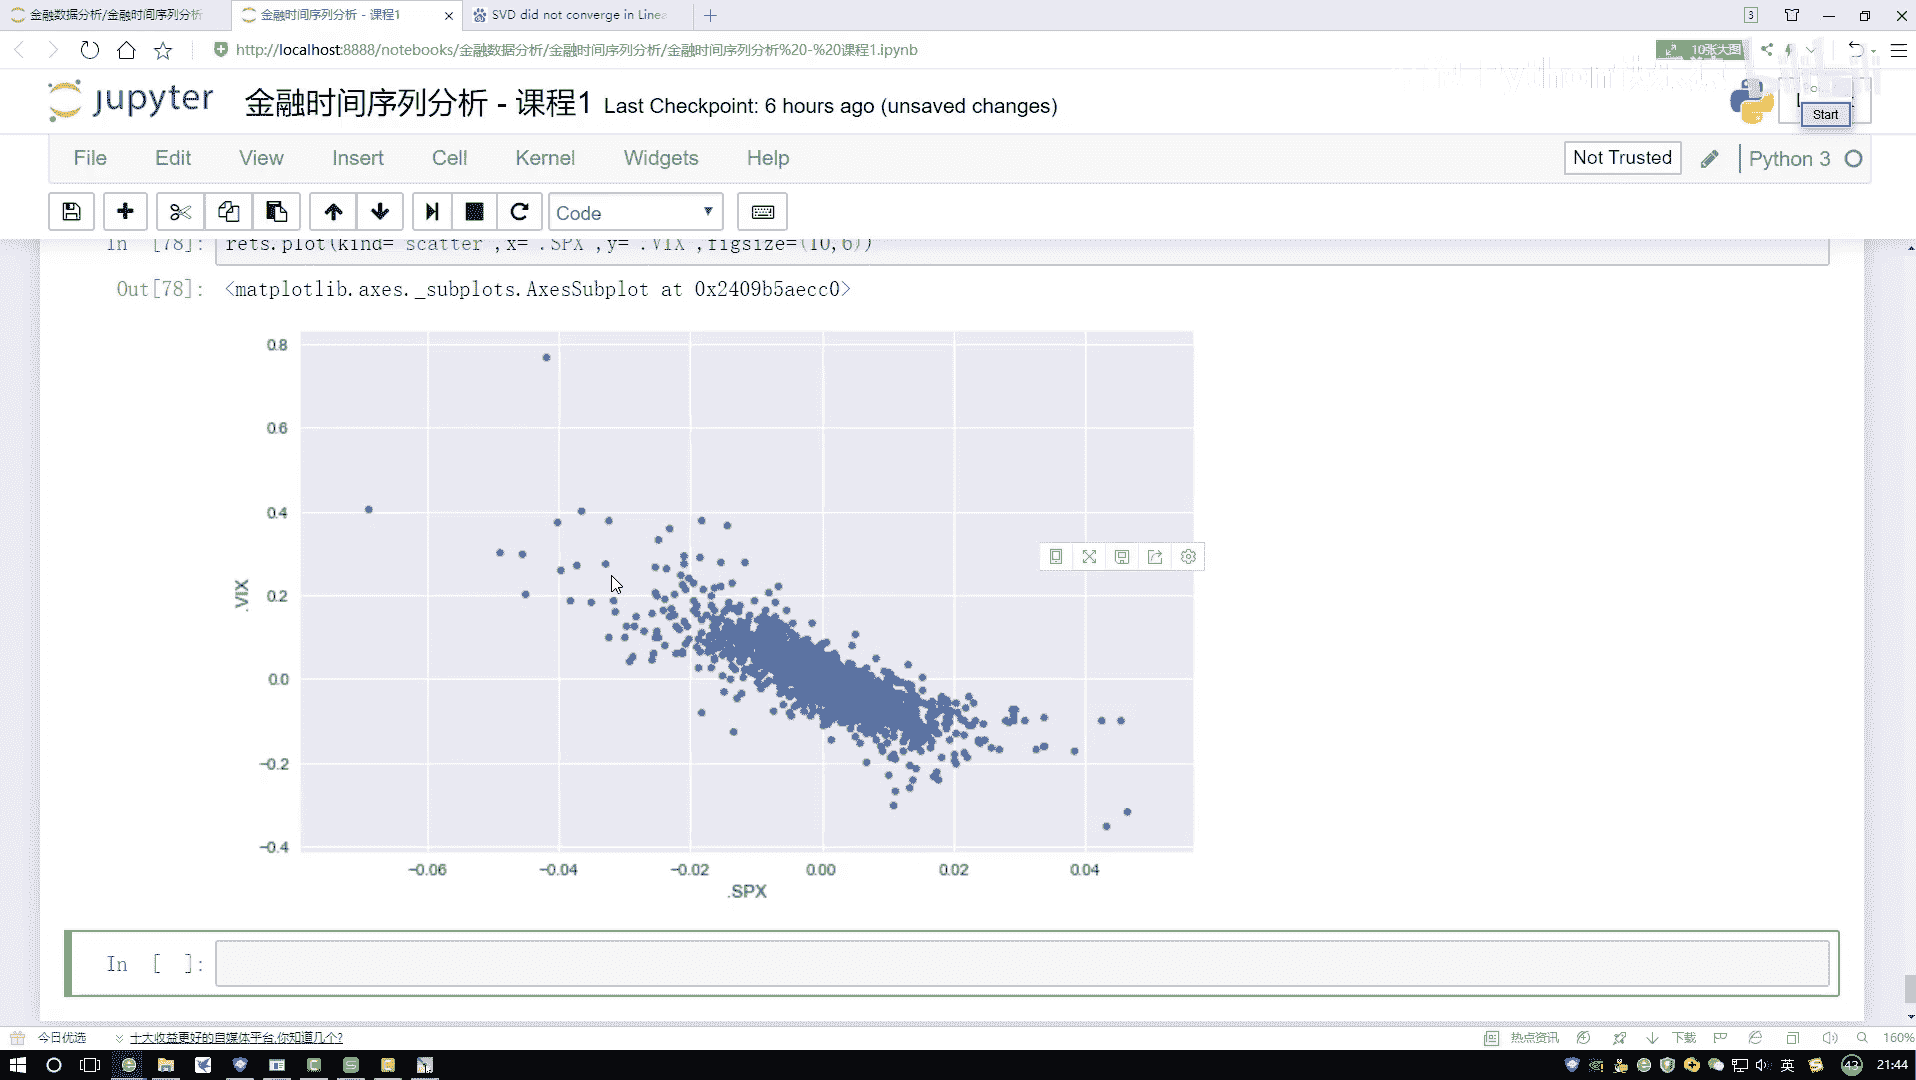 金融数据分析/金融时间序列分析
金融时间序列分析 - 课程1
SVD did not converge in Linea
3
http://localhost:8888/notebooks/金融数据分析/金融时间序列分析/金融时间序列分析%20-%20课程1.ipynb
10张大图
jupyter
金融时间序列分析 - 课程1 Last Checkpoint: 6 hours ago (unsaved changes)
Start
File Edit View Insert Cell Kernel Widgets Help
Not Trusted
Python 3
Code
In [78]: rets.plot(kind='scatter',x='.SPX',y='.VIX',figsize=(10,6))
Out[78]: <matplotlib.axes._subplots.AxesSubplot at 0x2409b5aecc0>
0.8
0.6
0.4
0.2
0.0
−0.2
−0.4
.VIX
−0.06 −0.04 −0.02 0.00 0.02 0.04
.SPX
In [ ]:
今日优选
十大收益更好的自媒体平台,你知道几个?
热点资讯
下载
160%
英
43
21:44